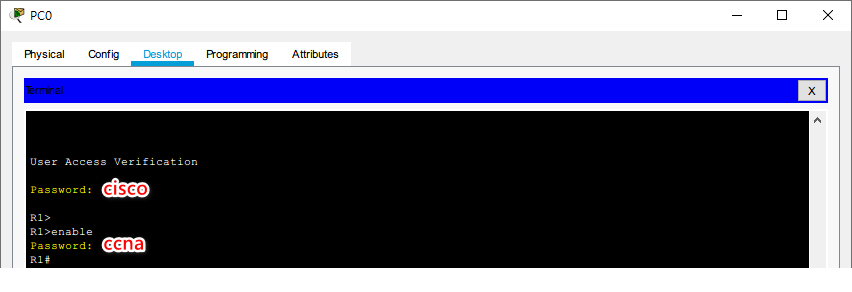 PC0
Physical Config Desktop Programming Attributes
Terminal
X
User Access Verification
Password: cisco
R1>
R1>enable
Password: ccna
R1#